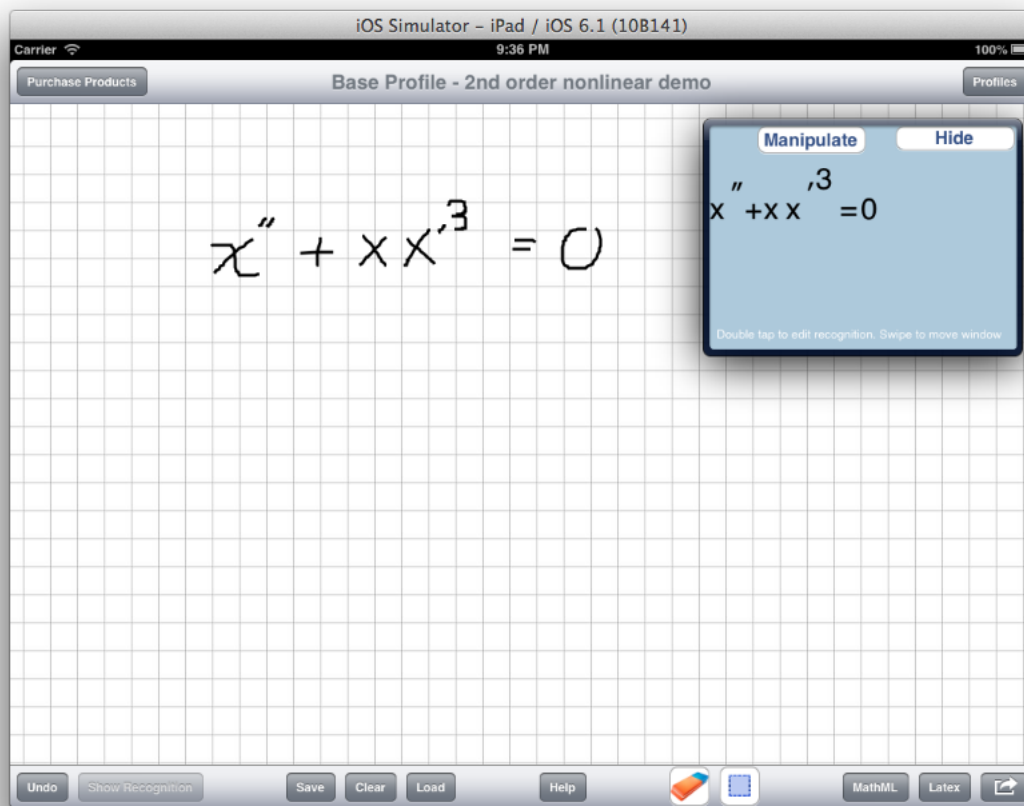 iOS Simulator – iPad / iOS 6.1 (10B141)
Carrier 9:36 PM 100%
Purchase Products Base Profile - 2nd order nonlinear demo Profiles
Manipulate Hide
x″+xx′³=0
x″ + xx′³ = 0
Double tap to edit recognition. Swipe to move window
Undo Show Recognition Save Clear Load Help MathML Latex